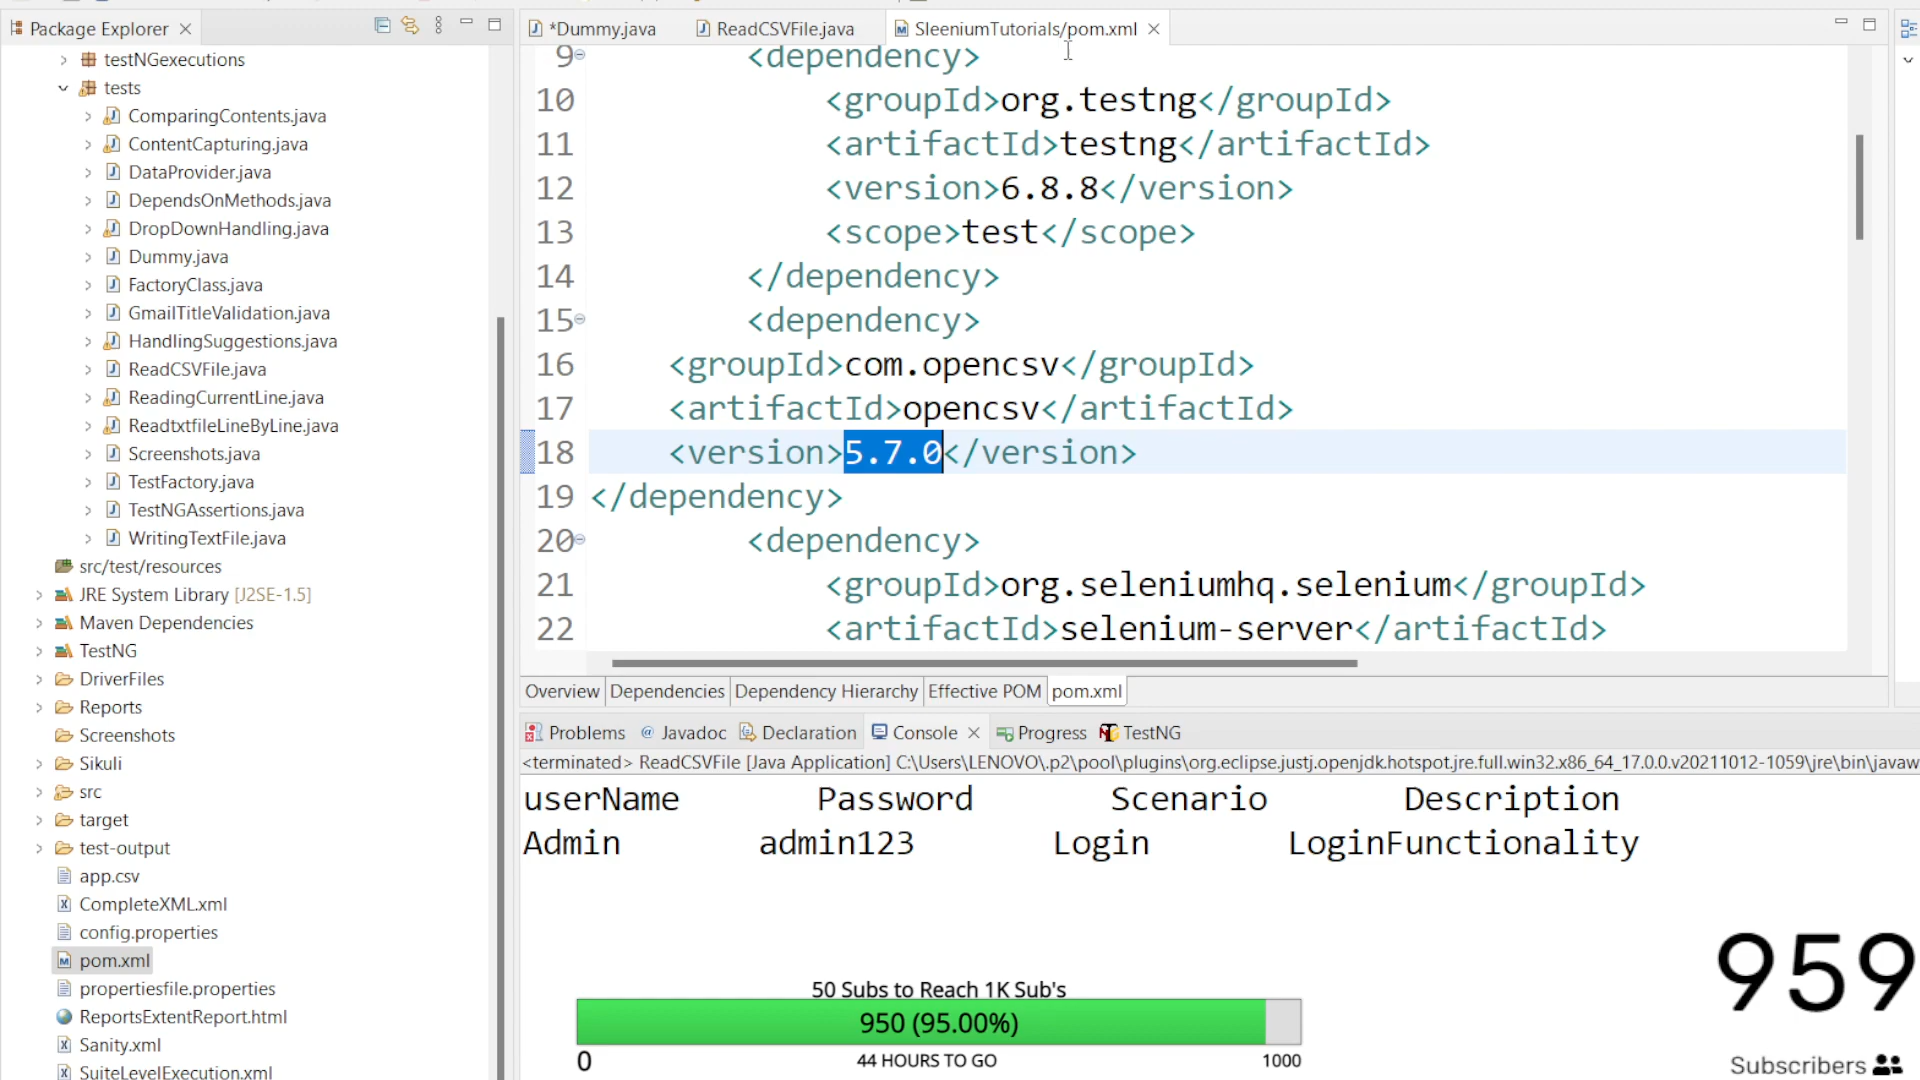 Package Explorer
testNGexecutions
tests
ComparingContents.java
ContentCapturing.java
DataProvider.java
DependsOnMethods.java
DropDownHandling.java
Dummy.java
FactoryClass.java
GmailTitleValidation.java
HandlingSuggestions.java
ReadCSVFile.java
ReadingCurrentLine.java
ReadtxtfileLineByLine.java
Screenshots.java
TestFactory.java
TestNGAssertions.java
WritingTextFile.java
src/test/resources
JRE System Library [J2SE-1.5]
Maven Dependencies
TestNG
DriverFiles
Reports
Screenshots
Sikuli
src
target
test-output
app.csv
CompleteXML.xml
config.properties
pom.xml
propertiesfile.properties
ReportsExtentReport.html
Sanity.xml
SuiteLevelExecution.xml
*Dummy.java ReadCSVFile.java SleeniumTutorials/pom.xml
9 <dependency>
10 <groupId>org.testng</groupId>
11 <artifactId>testng</artifactId>
12 <version>6.8.8</version>
13 <scope>test</scope>
14 </dependency>
15 <dependency>
16 <groupId>com.opencsv</groupId>
17 <artifactId>opencsv</artifactId>
18 <version>5.7.0</version>
19 </dependency>
20 <dependency>
21 <groupId>org.seleniumhq.selenium</groupId>
22 <artifactId>selenium-server</artifactId>
Overview Dependencies Dependency Hierarchy Effective POM pom.xml
Problems @ Javadoc Declaration Console Progress TestNG
<terminated> ReadCSVFile [Java Application] C:\Users\LENOVO\.p2\pool\plugins\org.eclipse.justj.openjdk.hotspot.jre.full.win32.x86_64_17.0.0.v20211012-1059\jre\bin\javaw
userName Password Scenario Description
Admin admin123 Login LoginFunctionality
50 Subs to Reach 1K Sub's
950 (95.00%)
0 44 HOURS TO GO 1000
959
Subscribers